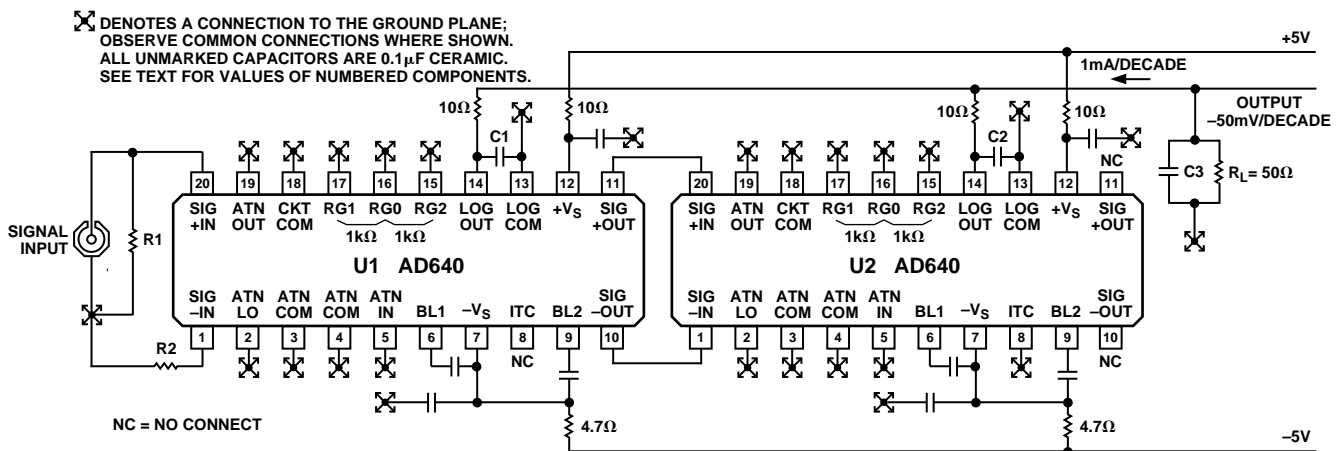 DENOTES A CONNECTION TO THE GROUND PLANE;
OBSERVE COMMON CONNECTIONS WHERE SHOWN.
ALL UNMARKED CAPACITORS ARE 0.1µF CERAMIC.
SEE TEXT FOR VALUES OF NUMBERED COMPONENTS.
+5V
1mA/DECADE
OUTPUT
–50mV/DECADE
10Ω
10Ω
10Ω
10Ω
C1
C2
NC
C3
RL= 50Ω
20 19 18 17 16 15 14 13 12 11
20 19 18 17 16 15 14 13 12 11
SIG +IN
ATN OUT
CKT COM
RG1 RG0 RG2
LOG OUT
LOG COM
+VS
SIG +OUT
1kΩ 1kΩ
SIG +IN
ATN OUT
CKT COM
RG1 RG0 RG2
LOG OUT
LOG COM
+VS
SIG +OUT
1kΩ 1kΩ
SIGNAL
INPUT
R1
U1 AD640
U2 AD640
SIG –IN
ATN LO
ATN COM
ATN COM
ATN IN
BL1
–VS
ITC
BL2
SIG –OUT
SIG –IN
ATN LO
ATN COM
ATN COM
ATN IN
BL1
–VS
ITC
BL2
SIG –OUT
1 2 3 4 5 6 7 8 9 10
1 2 3 4 5 6 7 8 9 10
R2
NC
NC
NC = NO CONNECT
4.7Ω
4.7Ω
–5V